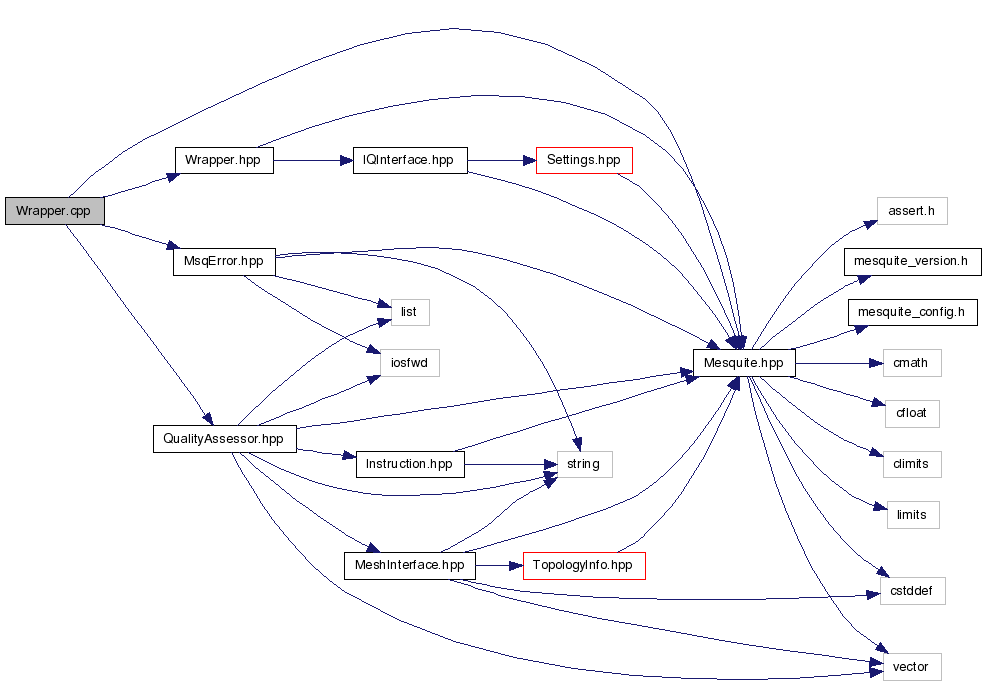 Wrapper.cpp
Wrapper.hpp
IQInterface.hpp
Settings.hpp
MsqError.hpp
list
iosfwd
QualityAssessor.hpp
Instruction.hpp
string
MeshInterface.hpp
TopologyInfo.hpp
Mesquite.hpp
assert.h
mesquite_version.h
mesquite_config.h
cmath
cfloat
climits
limits
cstddef
vector